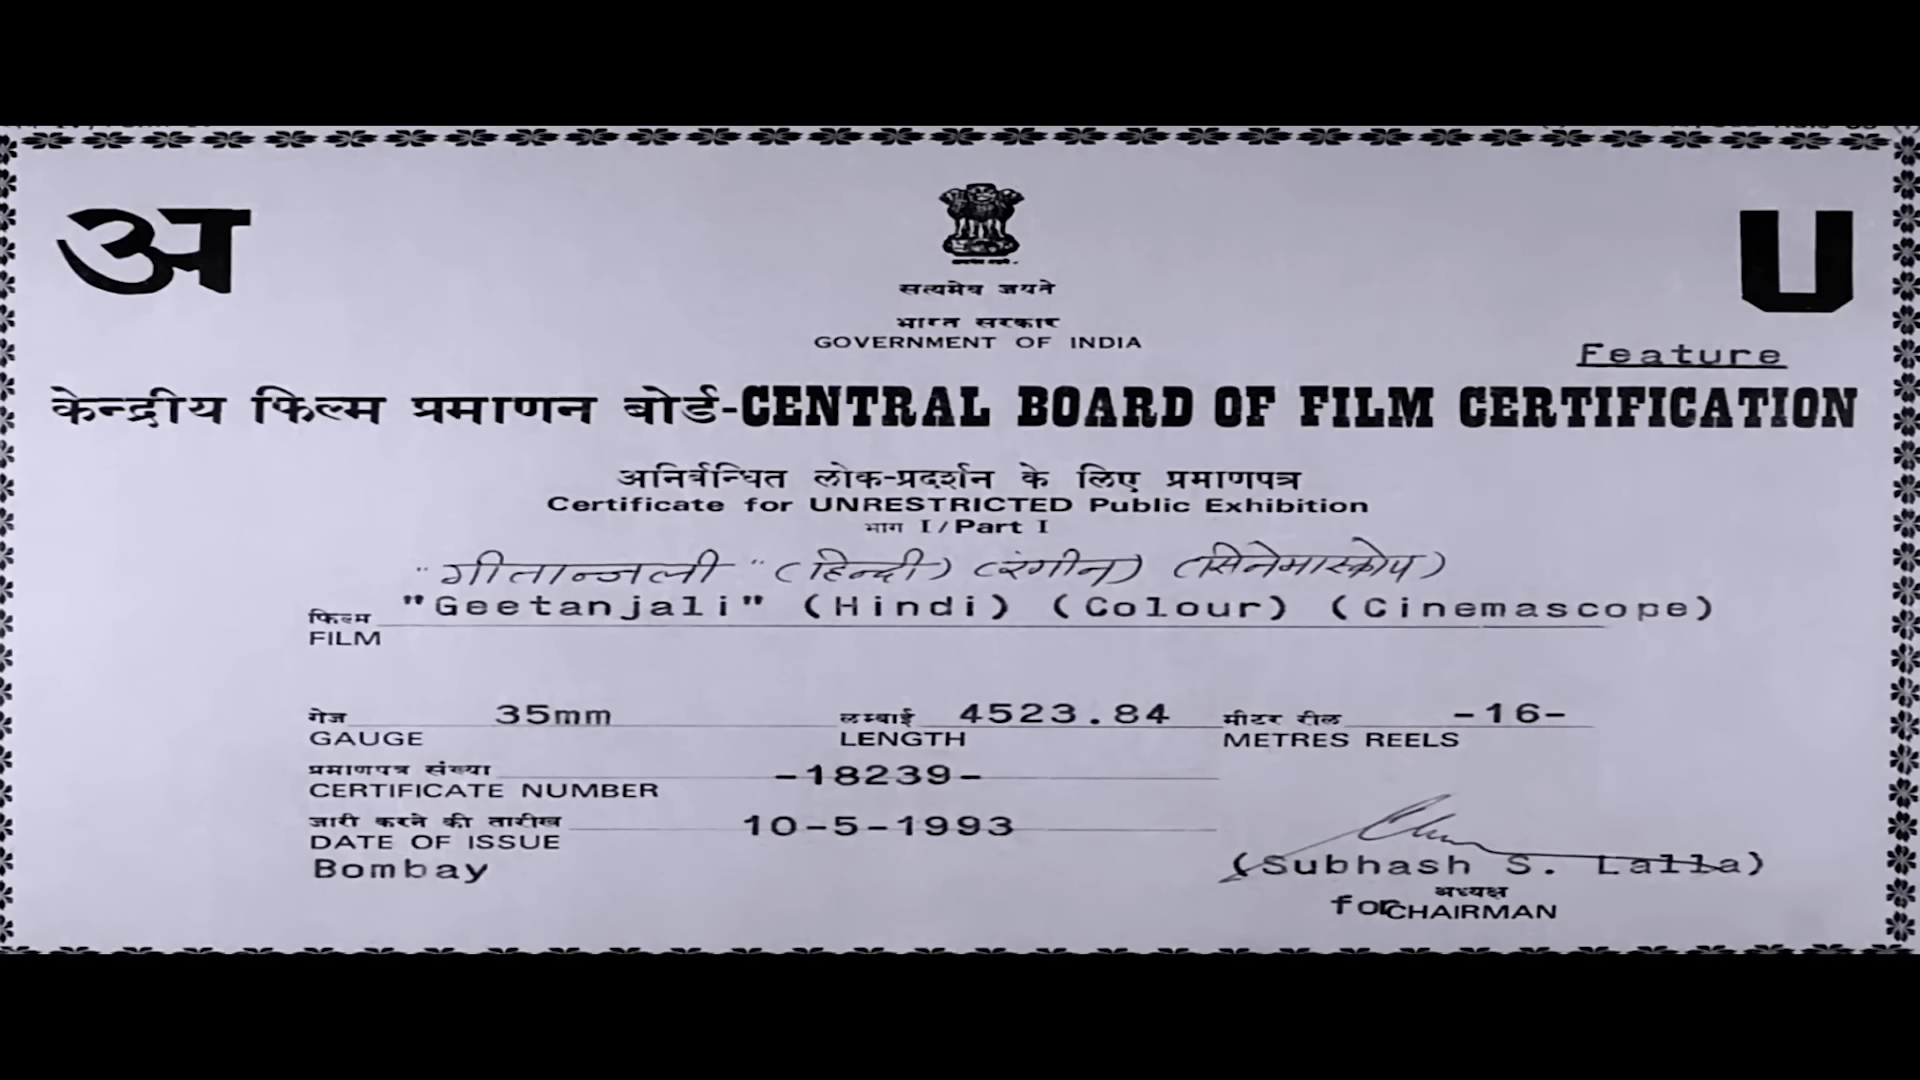 अ
U
सत्यमेव जयते
भारत सरकार
GOVERNMENT OF INDIA
Feature
केन्द्रीय फिल्म प्रमाणन बोर्ड-CENTRAL BOARD OF FILM CERTIFICATION
अनिर्बन्धित लोक-प्रदर्शन के लिए प्रमाणपत्र
Certificate for UNRESTRICTED Public Exhibition
भाग I/Part I
"गीतान्जली" (हिन्दी) (रंगीन) (सिनेमास्कोप)
फिल्म "Geetanjali" (Hindi) (Colour) (Cinemascope)
FILM
गेज 35mm लम्बाई 4523.84 मीटर रील -16-
GAUGE LENGTH METRES REELS
प्रमाणपत्र संख्या -18239-
CERTIFICATE NUMBER
जारी करने की तारीख 10-5-1993
DATE OF ISSUE
Bombay (Subhash S. Lalla)
अध्यक्ष
for CHAIRMAN